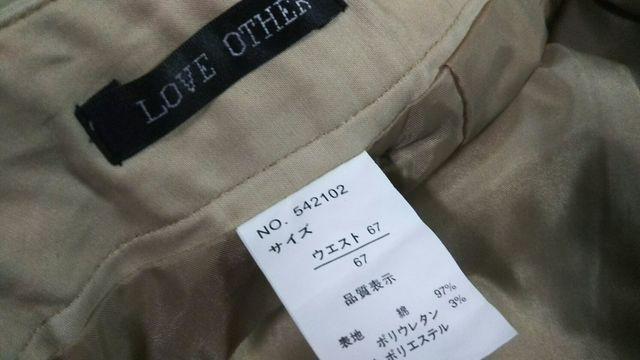 LOVE OTHER
NO. 542102
サイズ
ウエスト 67
67
品質表示
表地 綿 97%
ポリウレタン 3%
ポリエステル